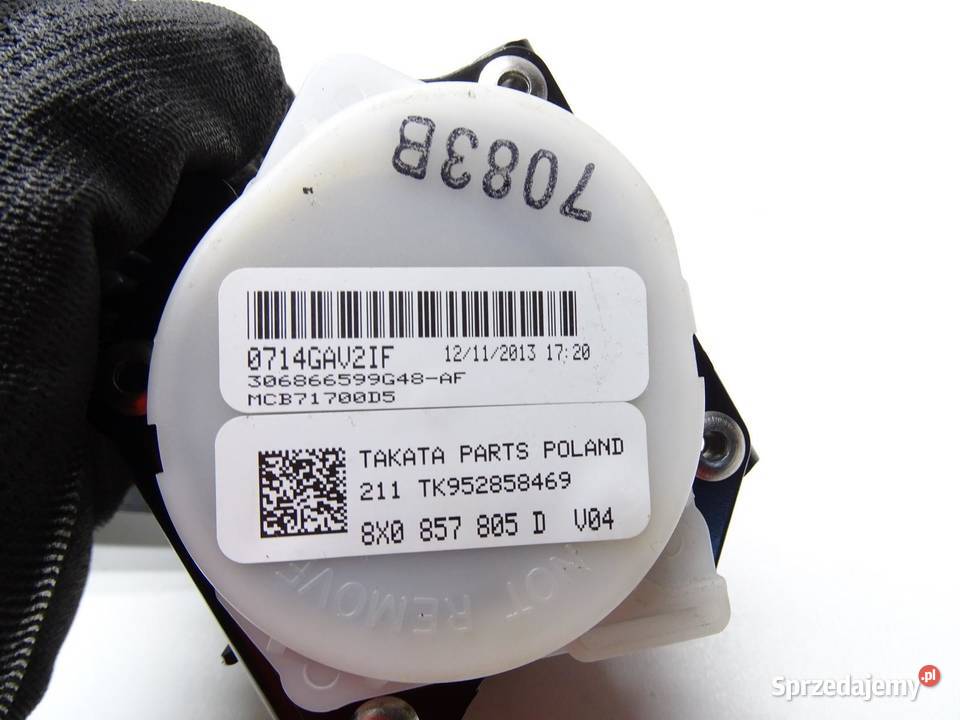 7083B
0714GAV2IF 12/11/2013 17:20
306866599G48-AF
MCB71700D5
TAKATA PARTS POLAND
211 TK952858469
8X0 857 805 D V04
NOT REMOVE
Sprzedajemy.pl